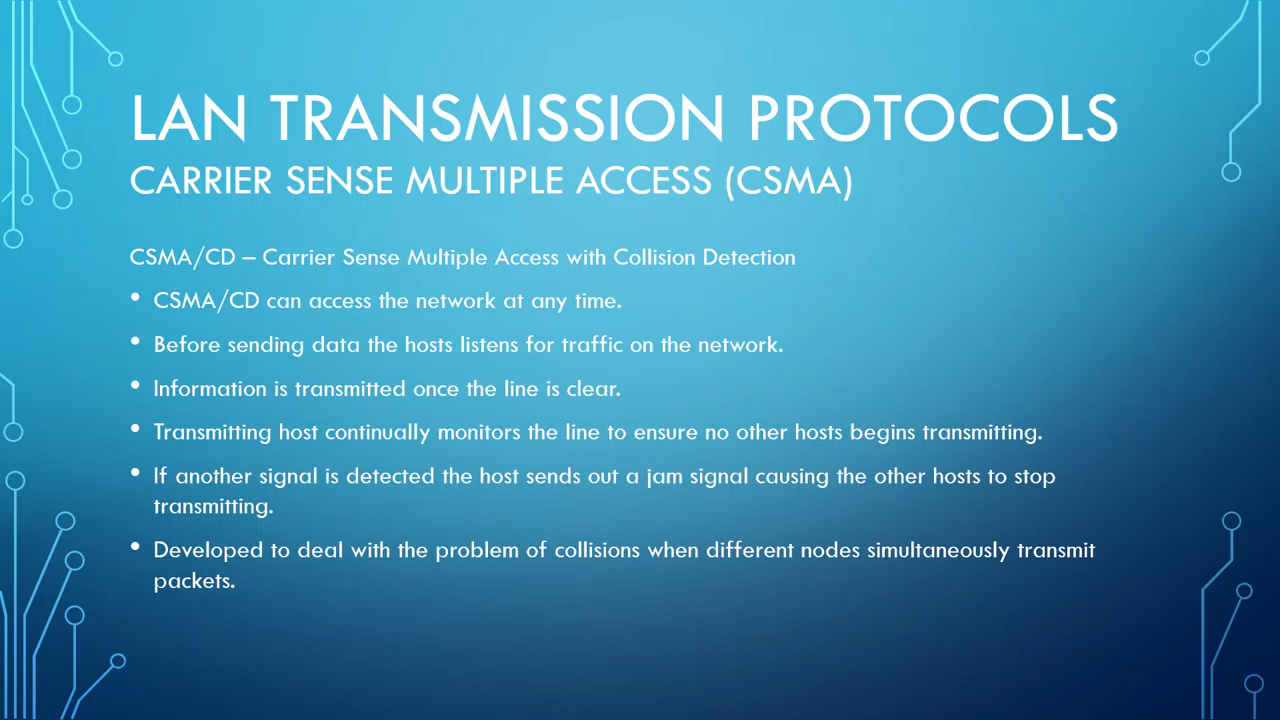 LAN TRANSMISSION PROTOCOLS
CARRIER SENSE MULTIPLE ACCESS (CSMA)
CSMA/CD – Carrier Sense Multiple Access with Collision Detection
• CSMA/CD can access the network at any time.
• Before sending data the hosts listens for traffic on the network.
• Information is transmitted once the line is clear.
• Transmitting host continually monitors the line to ensure no other hosts begins transmitting.
• If another signal is detected the host sends out a jam signal causing the other hosts to stop
transmitting.
• Developed to deal with the problem of collisions when different nodes simultaneously transmit
packets.